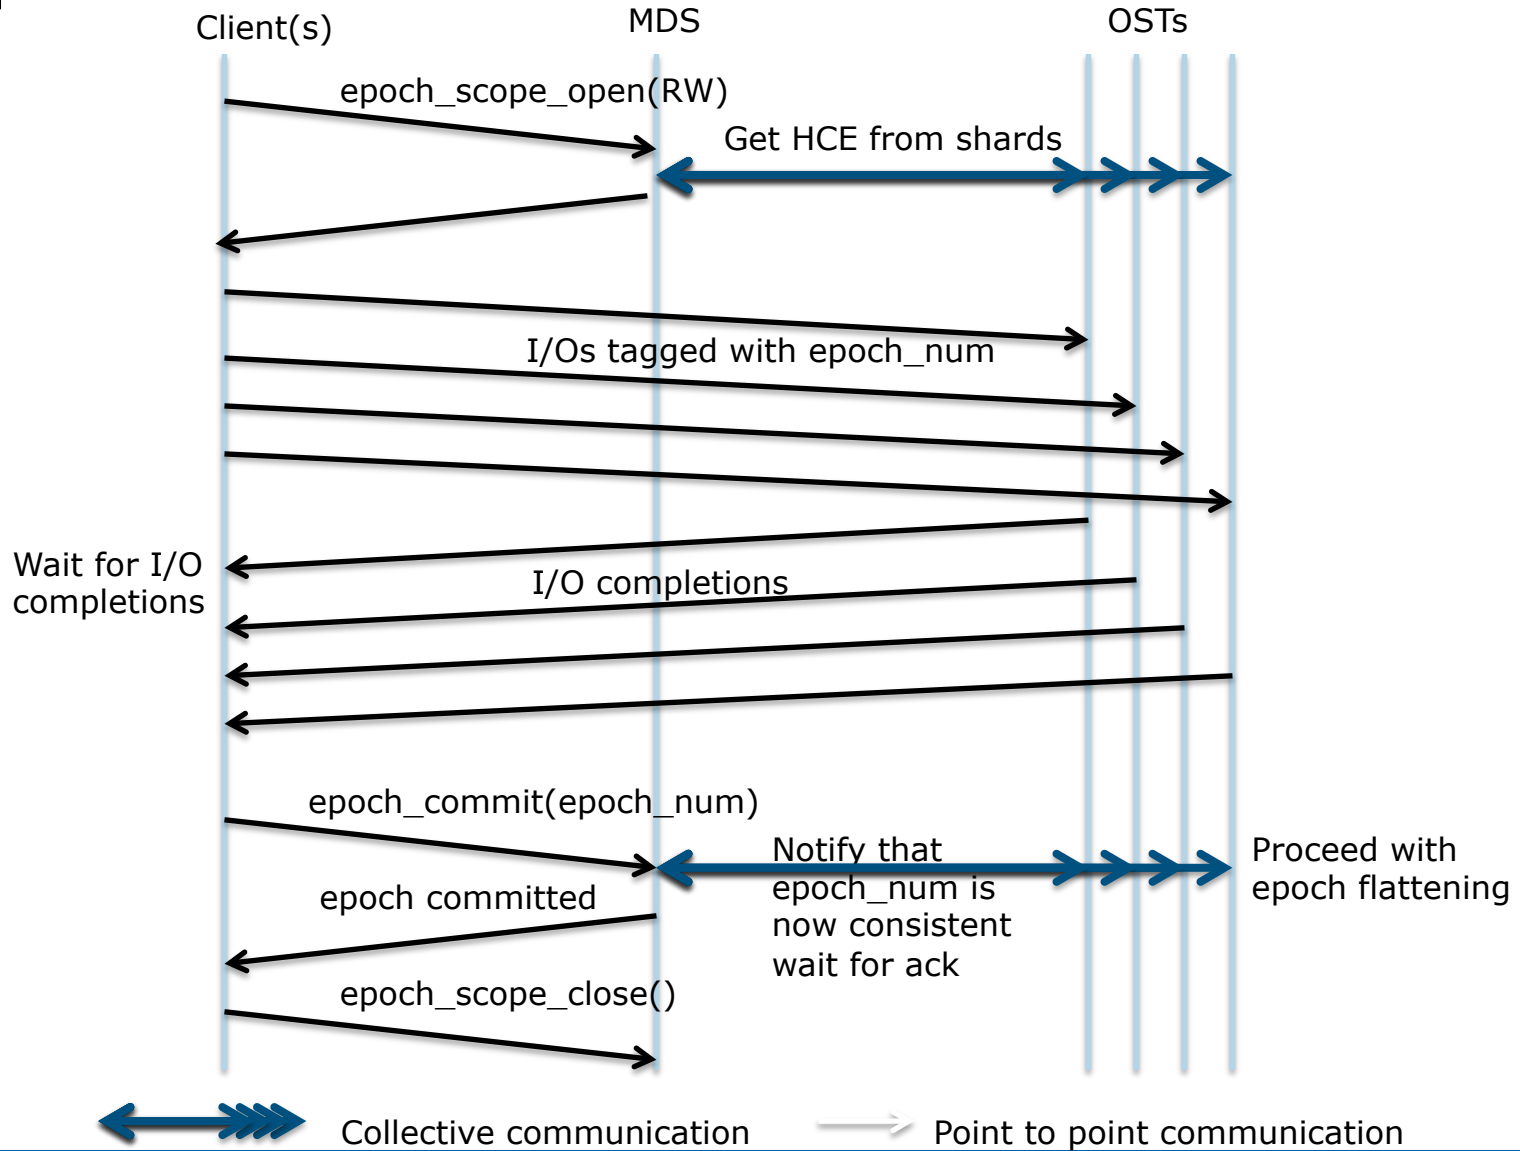 Client(s)
MDS
OSTs
epoch_scope_open(RW)
Get HCE from shards
I/Os tagged with epoch_num
Wait for I/O
completions
I/O completions
epoch_commit(epoch_num)
Notify that
epoch_num is
now consistent
wait for ack
Proceed with
epoch flattening
epoch committed
epoch_scope_close()
Collective communication
Point to point communication